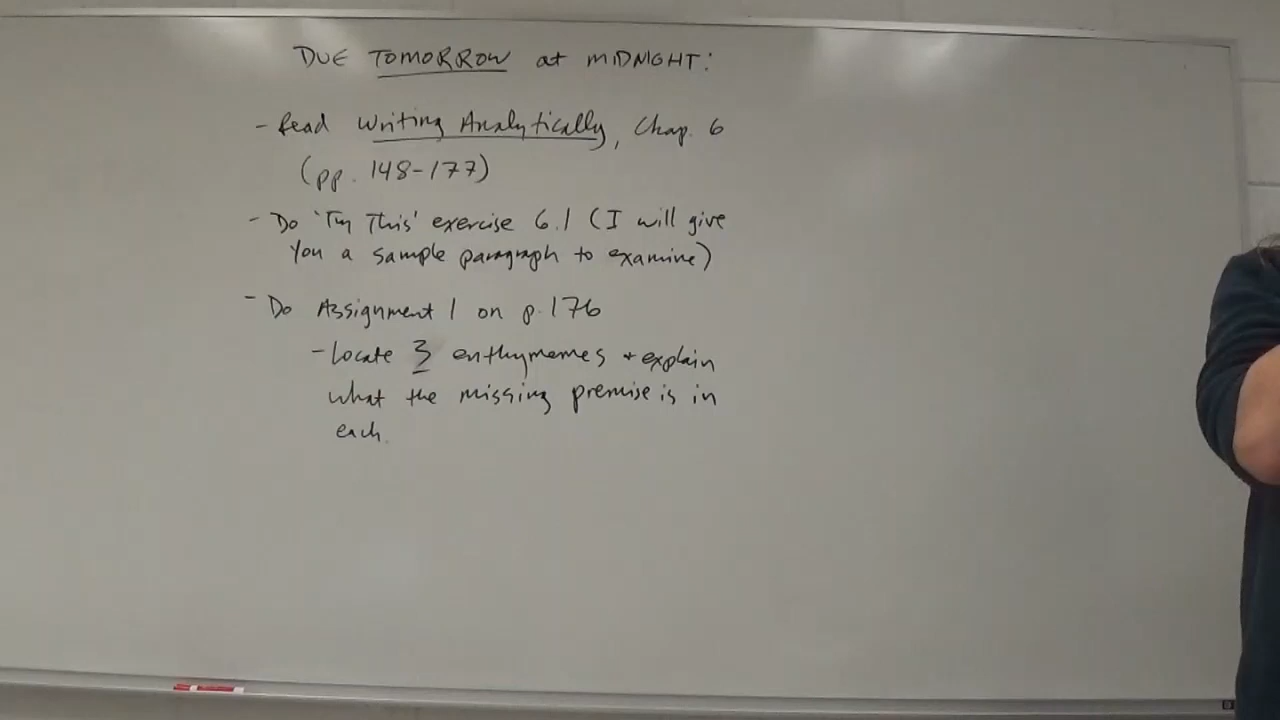 DUE TOMORROW at MIDNIGHT:
- Read Writing Analytically, Chap. 6
(pp. 148-177)
- Do 'Try This' exercise 6.1 (I will give
you a sample paragraph to examine)
- Do Assignment 1 on p. 176
- Locate 3 enthymemes + explain
what the missing premise is in
each.